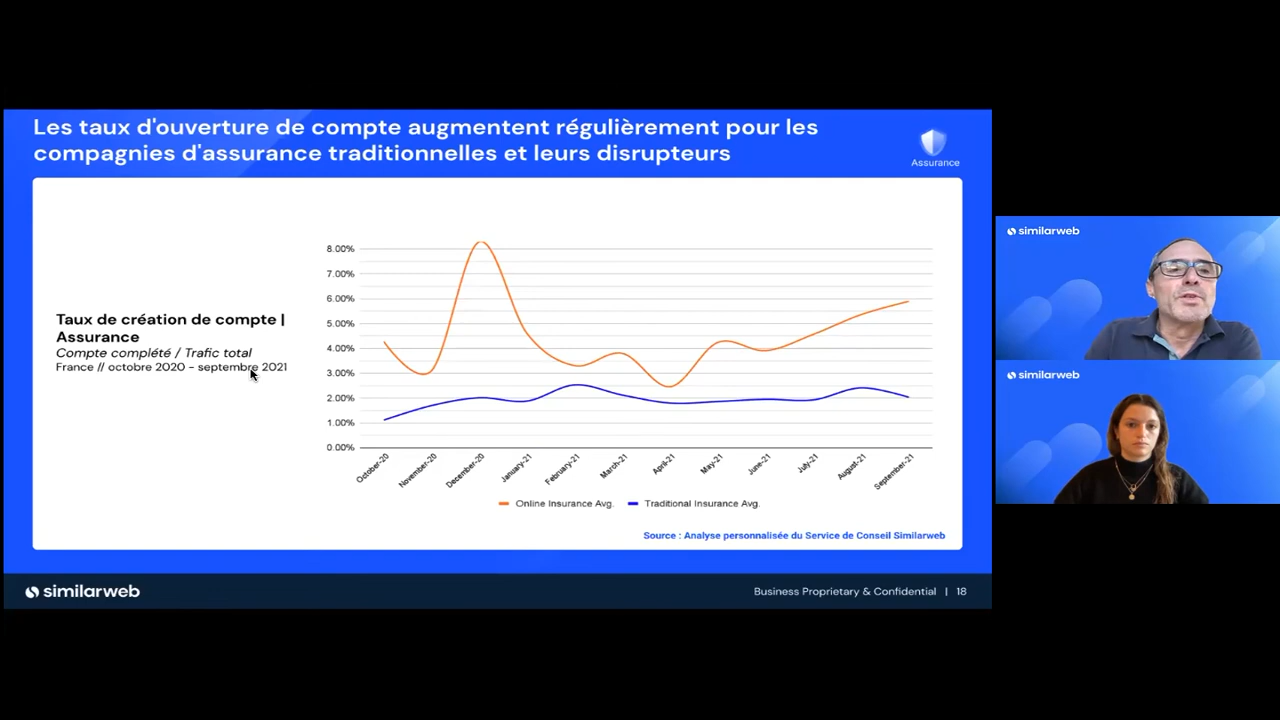 Les taux d'ouverture de compte augmentent régulièrement pour les
compagnies d'assurance traditionnelles et leurs disrupteurs
Assurance
Taux de création de compte |
Assurance
Compte complété / Trafic total
France // octobre 2020 - septembre 2021
8.00%
7.00%
6.00%
5.00%
4.00%
3.00%
2.00%
1.00%
0.00%
October-20
November-20
December-20
January-21
February-21
March-21
April-21
May-21
June-21
July-21
August-21
September-21
Online Insurance Avg.
Traditional Insurance Avg.
Source : Analyse personnalisée du Service de Conseil Similarweb
similarweb
Business Proprietary & Confidential | 18
similarweb
similarweb